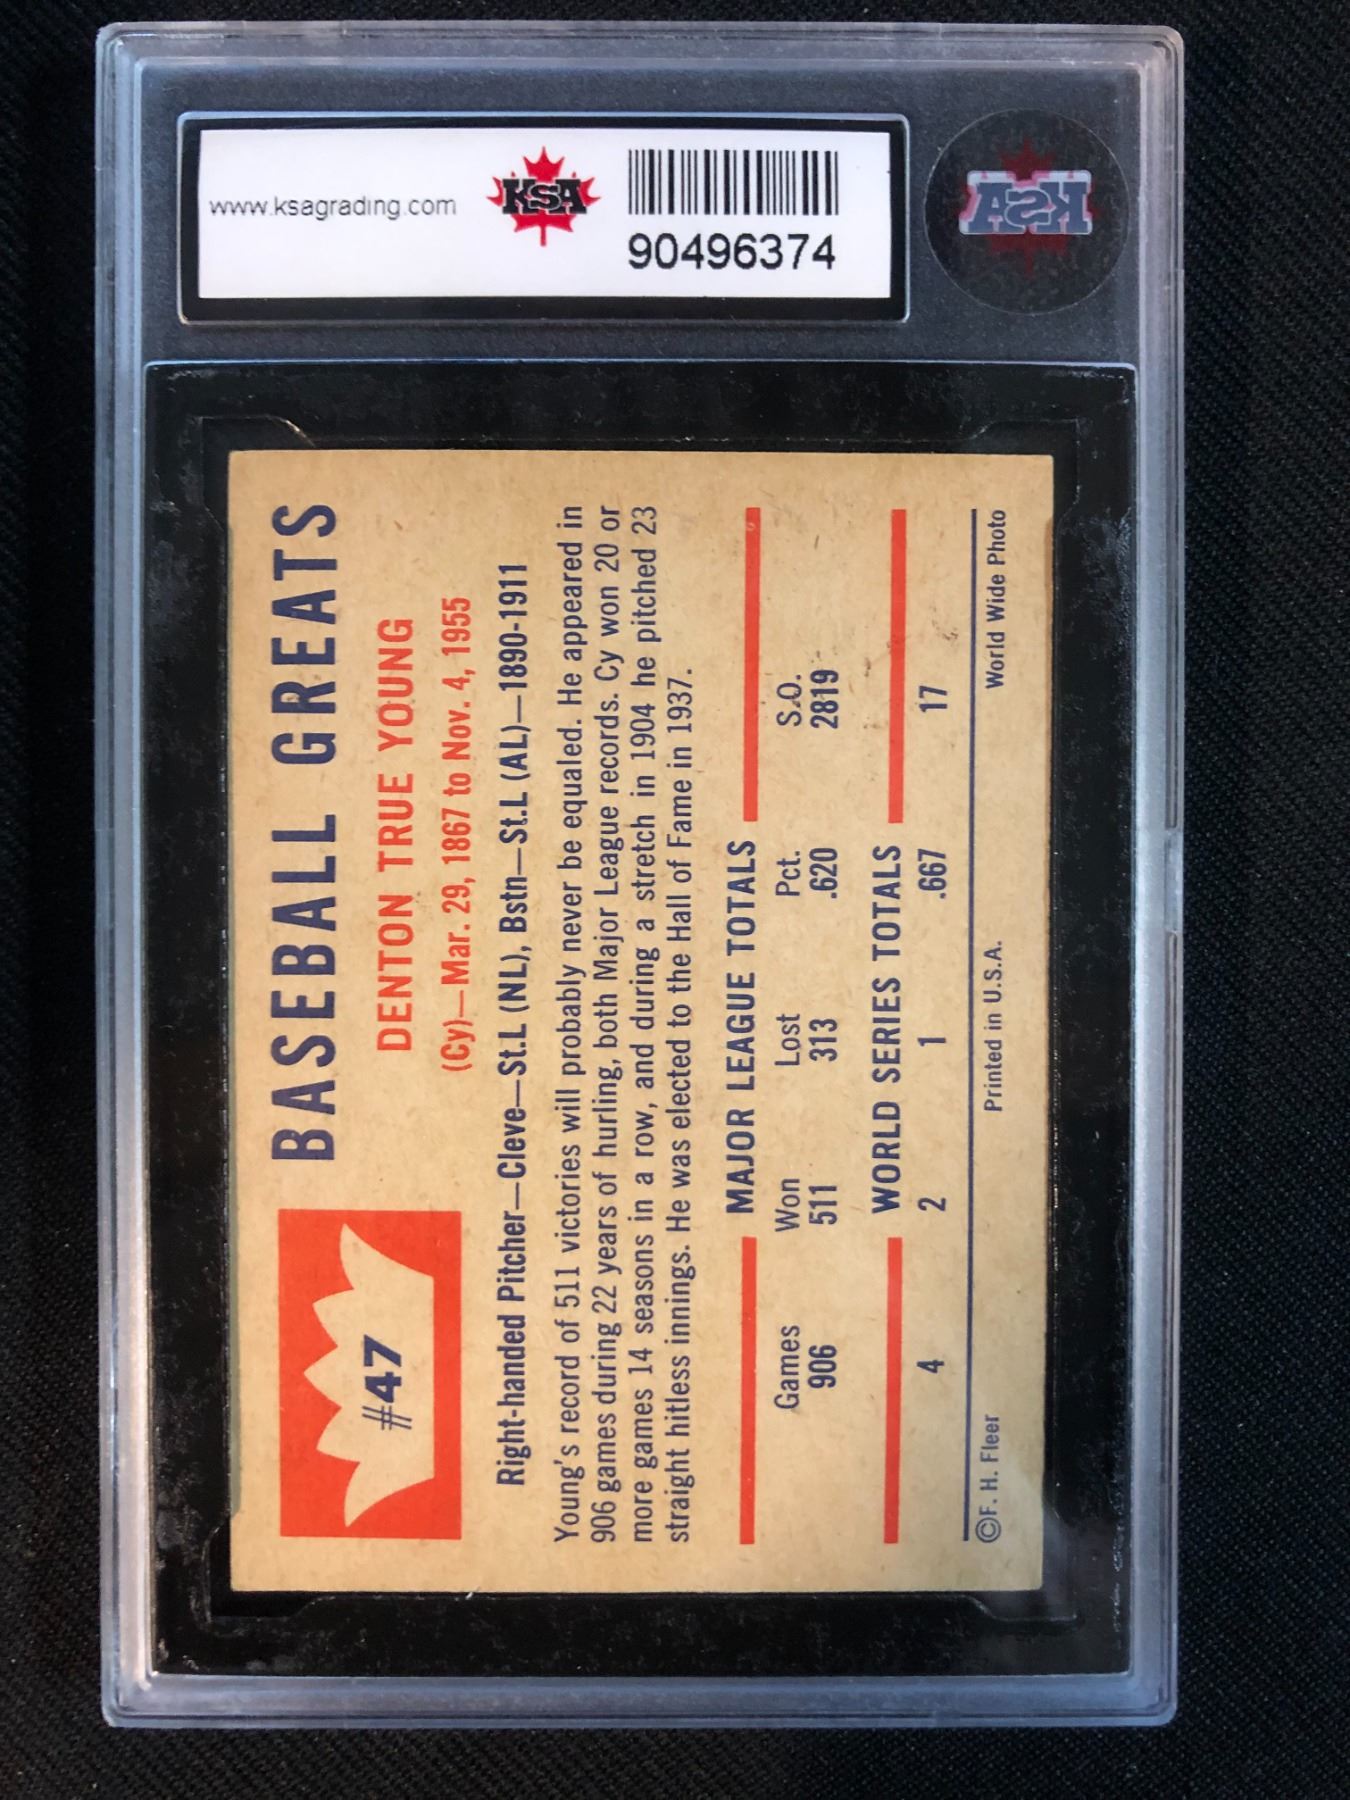 www.ksagrading.com
KSA
90496374
KSA
#47
BASEBALL GREATS
DENTON TRUE YOUNG
(Cy)—Mar. 29, 1867 to Nov. 4, 1955
Right-handed Pitcher—Cleve—St.L (NL), Bstn—St.L (AL)—1890-1911
Young's record of 511 victories will probably never be equaled. He appeared in
906 games during 22 years of hurling, both Major League records. Cy won 20 or
more games 14 seasons in a row, and during a stretch in 1904 he pitched 23
straight hitless innings. He was elected to the Hall of Fame in 1937.
MAJOR LEAGUE TOTALS
Games Won Lost Pct. S.O.
906 511 313 .620 2819
WORLD SERIES TOTALS
4 2 1 .667 17
©F. H. Fleer Printed in U.S.A. World Wide Photo